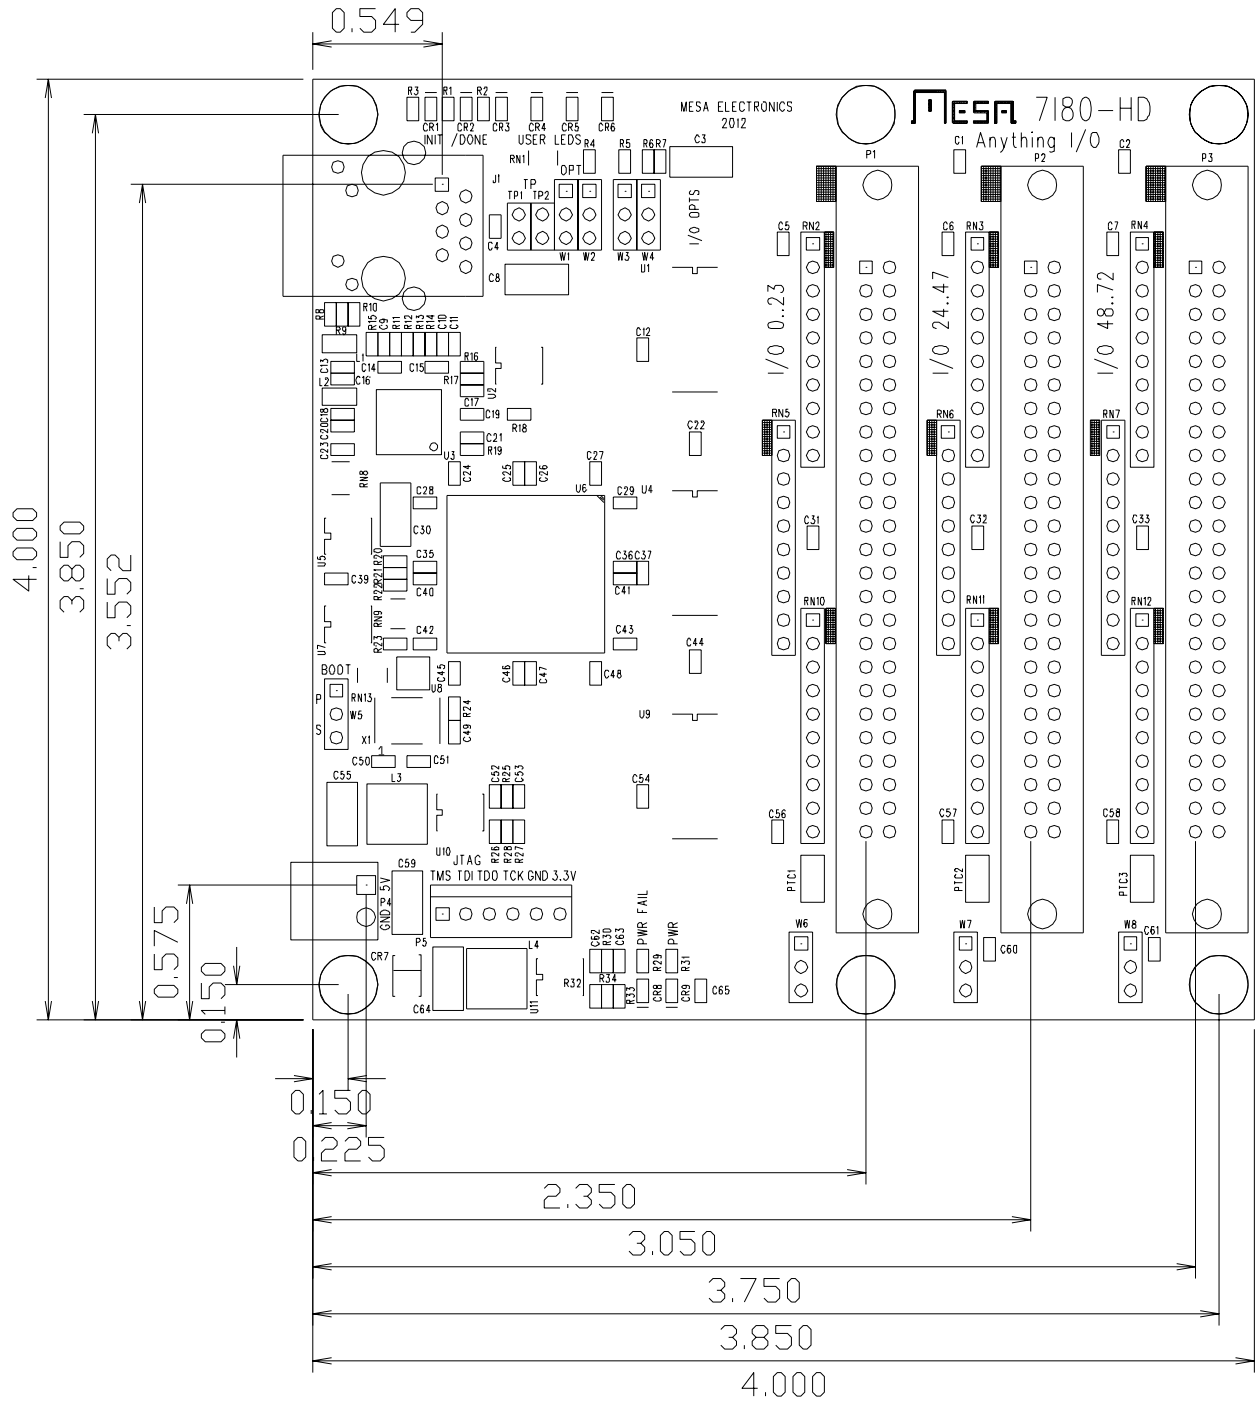 0.549
R3 R1 R2
CR1 CR2 CR3 CR4 CR5 CR6
INIT /DONE USER LEDS
MESA ELECTRONICS
2012
MESA 7I80-HD
Anything I/O
RN1 R4 R5 R6 R7 C3 P1 C1 P2 C2 P3
OPT
J1 TP
TP1 TP2
I/O OPTS
C4 W1 W2 W3 W4
U1
C5 RN2 C6 RN3 C7 RN4
C8
I/O 0..23
I/O 24..47
I/O 48..72
R8 R10
R9
R15 C9 R11 R12 R13 R14 C10 C11
C12
C13 L1 C14 C15 R16
C16 R17 U2
L2
C17
C18 C19
C20 R18
C21
C23 R19 C22
RN5 RN6 RN7
U3 C24 C25 C26 C27
RN8
C28 U6 C29 U4
C30
C31 C32 C33
U5
R20 C35 C36 C37
R21
C39 R22 C40 C41
RN9
U7 R23 C42 C43
RN10 RN11 RN12
C44
BOOT
C45 C46 C47 C48
U8
P RN13
W5 R24
S X1 C49
U9
1
C50 C51
C55 L3 C52 R25 C53 C54
C56 C57 C58
U10 R26 R28 R27
JTAG
TMS TDI TDO TCK GND 3.3V
C59
5V
P4
GND
PTC1 PTC2 PTC3
PWR FAIL
PWR
W6 W7 W8
P5 L4 C62 R30 C63 R29 R31
CR7 C60 C61
R32 R34
C64 U11 R33 CR8 CR9 C65
4.000
3.850
3.552
0.575
0.150
0.150
0.225
2.350
3.050
3.750
3.850
4.000